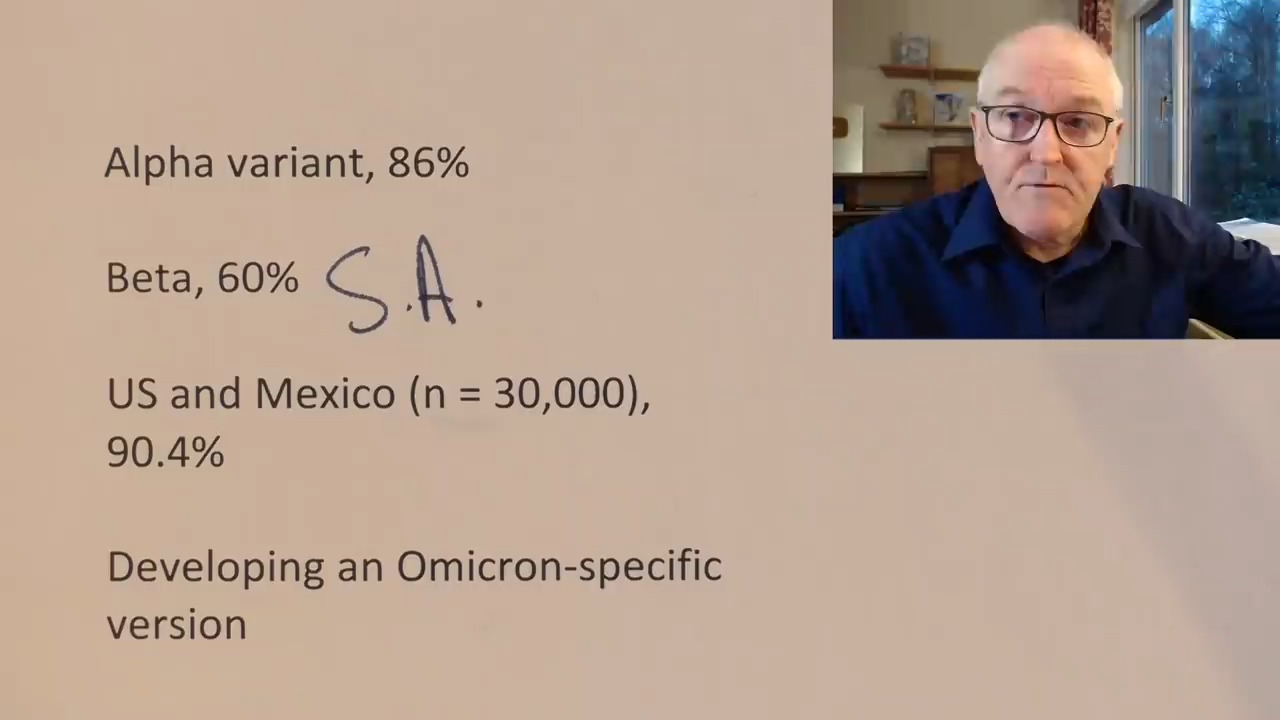 Alpha variant, 86%
Beta, 60% S.A.
US and Mexico (n = 30,000),
90.4%
Developing an Omicron-specific
version